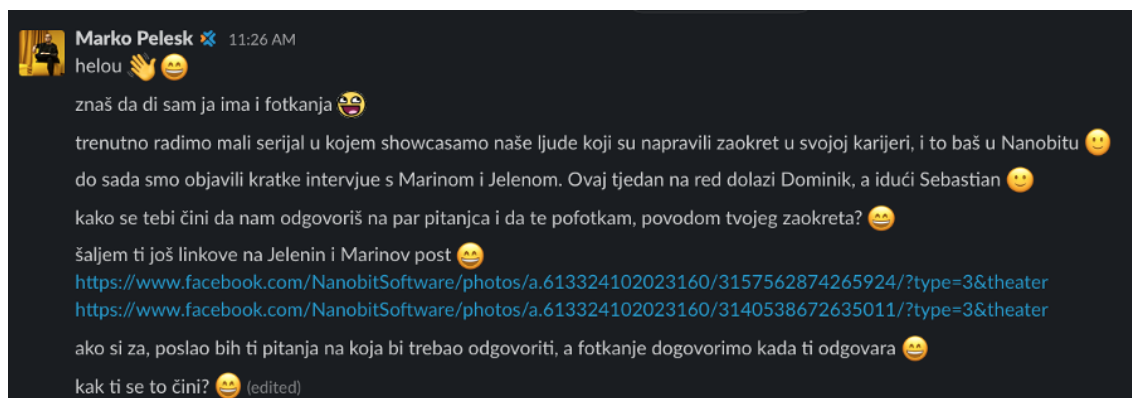 Marko Pelesk 11:26 AM
helou 👋😄
znaš da di sam ja ima i fotkanja 😆
trenutno radimo mali serijal u kojem showcasamo naše ljude koji su napravili zaokret u svojoj karijeri, i to baš u Nanobitu 🙂
do sada smo objavili kratke intervjue s Marinom i Jelenom. Ovaj tjedan na red dolazi Dominik, a idući Sebastian 🙂
kako se tebi čini da nam odgovoriš na par pitanjca i da te pofotkam, povodom tvojeg zaokreta? 😄
šaljem ti još linkove na Jelenin i Marinov post 😄
https://www.facebook.com/NanobitSoftware/photos/a.613324102023160/3157562874265924/?type=3&theater
https://www.facebook.com/NanobitSoftware/photos/a.613324102023160/3140538672635011/?type=3&theater
ako si za, poslao bih ti pitanja na koja bi trebao odgovoriti, a fotkanje dogovorimo kada ti odgovara 😄
kak ti se to čini? 😄 (edited)